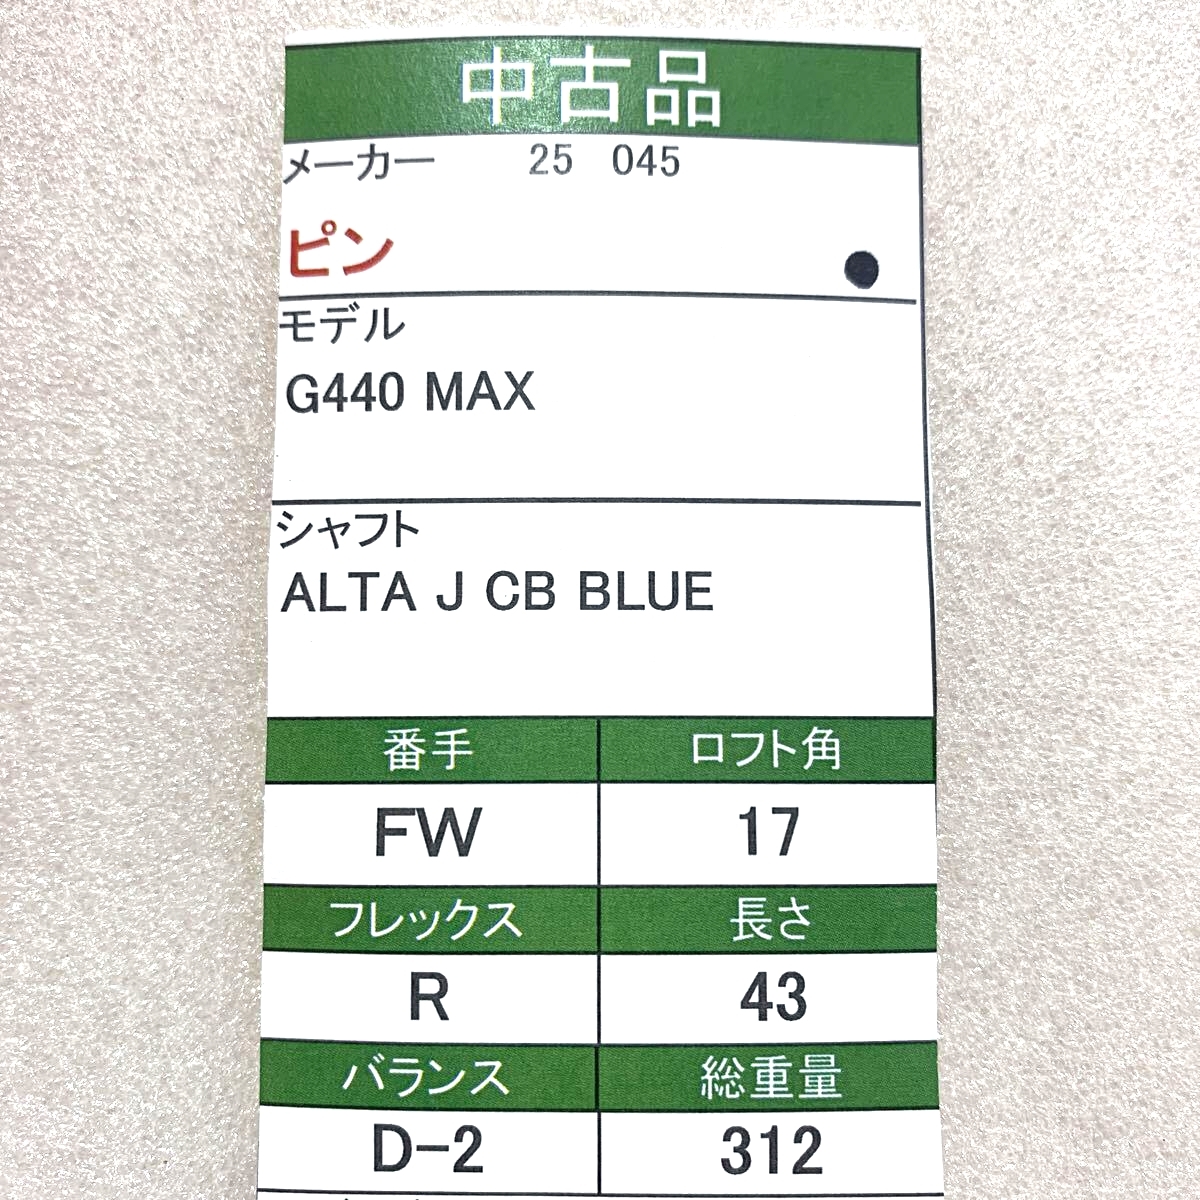 中古品
メーカー 25 045
ピン
モデル
G440 MAX
シャフト
ALTA J CB BLUE
番手 ロフト角
FW 17
フレックス 長さ
R 43
バランス 総重量
D-2 312